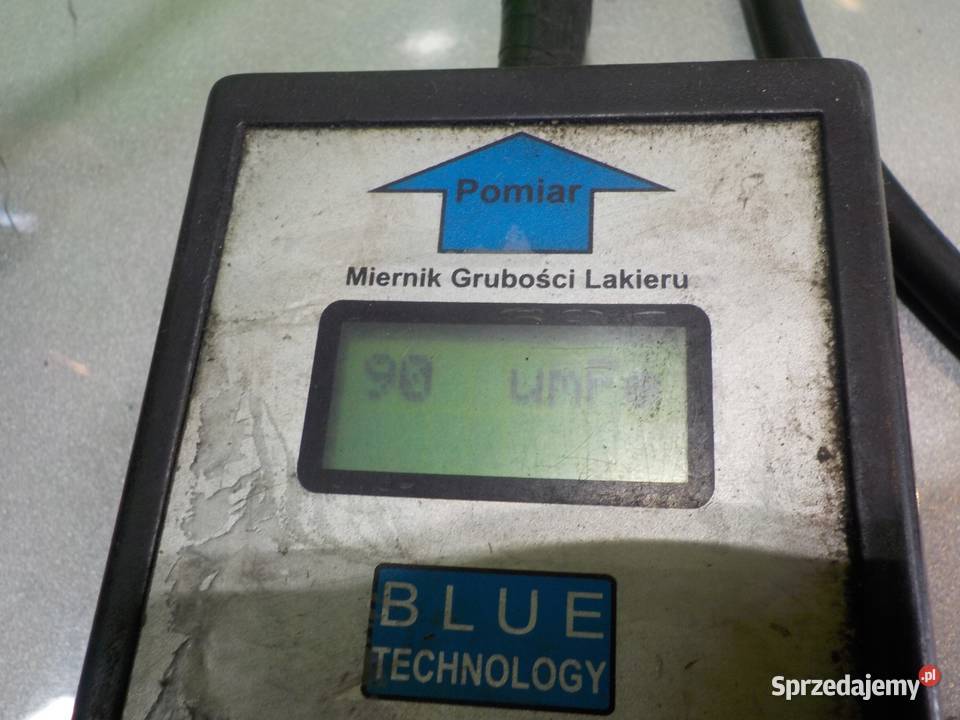 Pomiar
Miernik Grubości Lakieru
90 umFe
BLUE
TECHNOLOGY
Sprzedajemy.pl